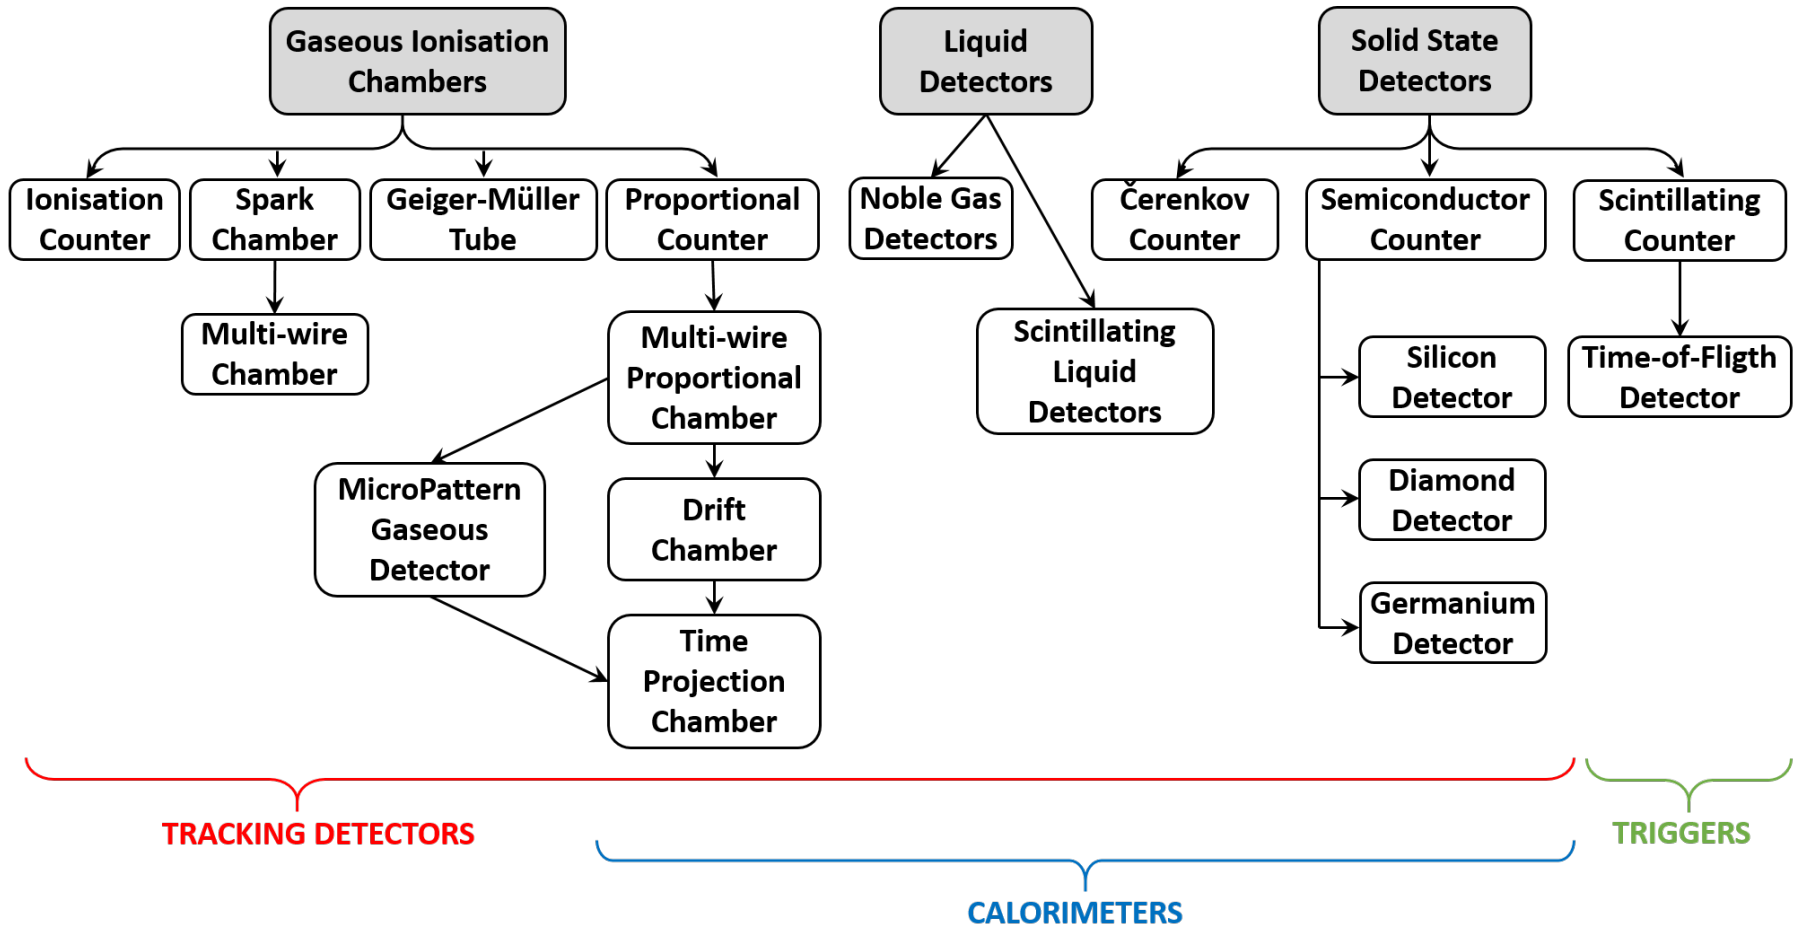 Gaseous Ionisation
Chambers
Liquid
Detectors
Solid State
Detectors
Ionisation
Counter
Spark
Chamber
Geiger-Müller
Tube
Proportional
Counter
Noble Gas
Detectors
Čerenkov
Counter
Semiconductor
Counter
Scintillating
Counter
Multi-wire
Chamber
Multi-wire
Proportional
Chamber
Scintillating
Liquid
Detectors
Silicon
Detector
Time-of-Fligth
Detector
MicroPattern
Gaseous
Detector
Drift
Chamber
Diamond
Detector
Time
Projection
Chamber
Germanium
Detector
TRACKING DETECTORS
TRIGGERS
CALORIMETERS